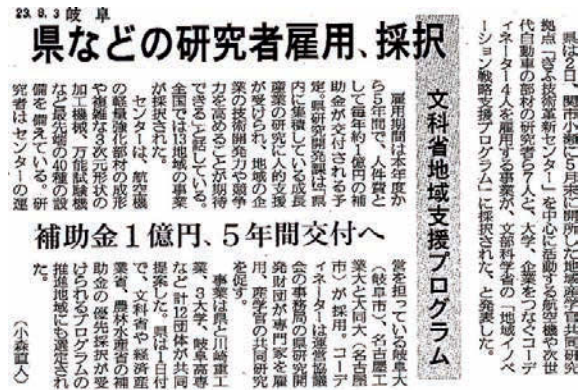 23.9.3 岐阜
県などの研究者雇用、採択
文科省地域支援プログラム
補助金1億円、5年間交付へ
県は2日、関市小瀬に5月末に開所した地域産学官共同研究
拠点「ぎふ技術革新センター」を中心に活動する航空機や次世
代自動車の部材の研究者ら7人と、大学、企業をつなぐコーデ
ィネーター4人を雇用する事業が、文部科学省の「地域イノベ
ーション戦略支援プログラム」に採択された、と発表した。
雇用期間は本年度か
ら5年間で、人件費と
して毎年約1億円の補
助金が交付される予
定。県研究開発課は「県
内に集積している成長
産業の研究に人的支援
が受けられ、地域の企
業の技術開発力や競争
力を高めることが期待
できる」と話している。
全国では13地域の事業
が採択された。
センターは、航空機
の軽量強化部材の成形
や複雑な3次元形状の
加工機械、万能試験機
など最先端の40種の設
備を備えている。研
究者はセンターの運
営を担っている岐阜大
(岐阜市)、名古屋工
業大と大同大(名古屋
市)が採用。コーデ
ィネーターは運営協議
会の事務局の県研究開
発財団が専門家を雇
用、産学官の共同研究
を促す。
事業は県と川崎重工
業、3大学、岐阜高専
など計12団体が共同
提案した。県は1日付
で、文科省や経済産
業省、農林水産省の補
助金の優先採択が受
けられるプログラムの
推進地域にも選定され
た。
(小森直人)